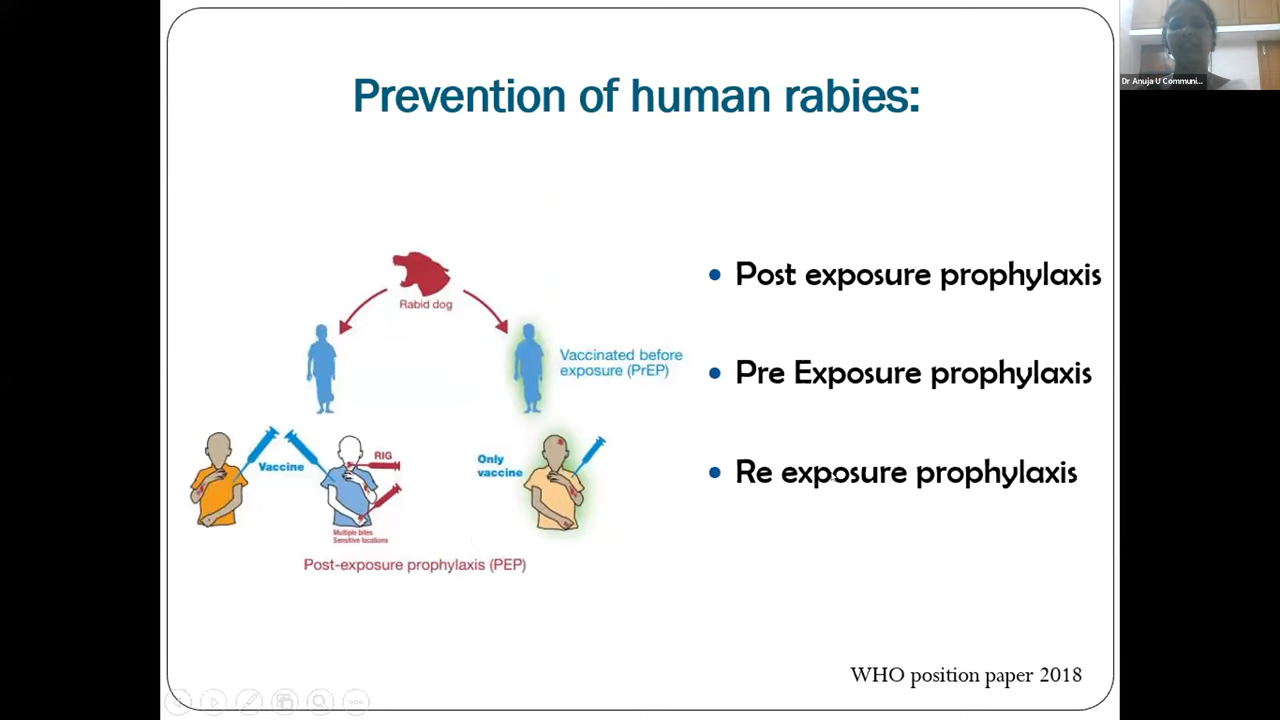 Dr Anuja U Communi...
Prevention of human rabies:
Rabid dog
Vaccinated before
exposure (PrEP)
Vaccine
RIG
Multiple bites
Sensitive locations
Only
vaccine
Post-exposure prophylaxis (PEP)
• Post exposure prophylaxis
• Pre Exposure prophylaxis
• Re exposure prophylaxis
WHO position paper 2018